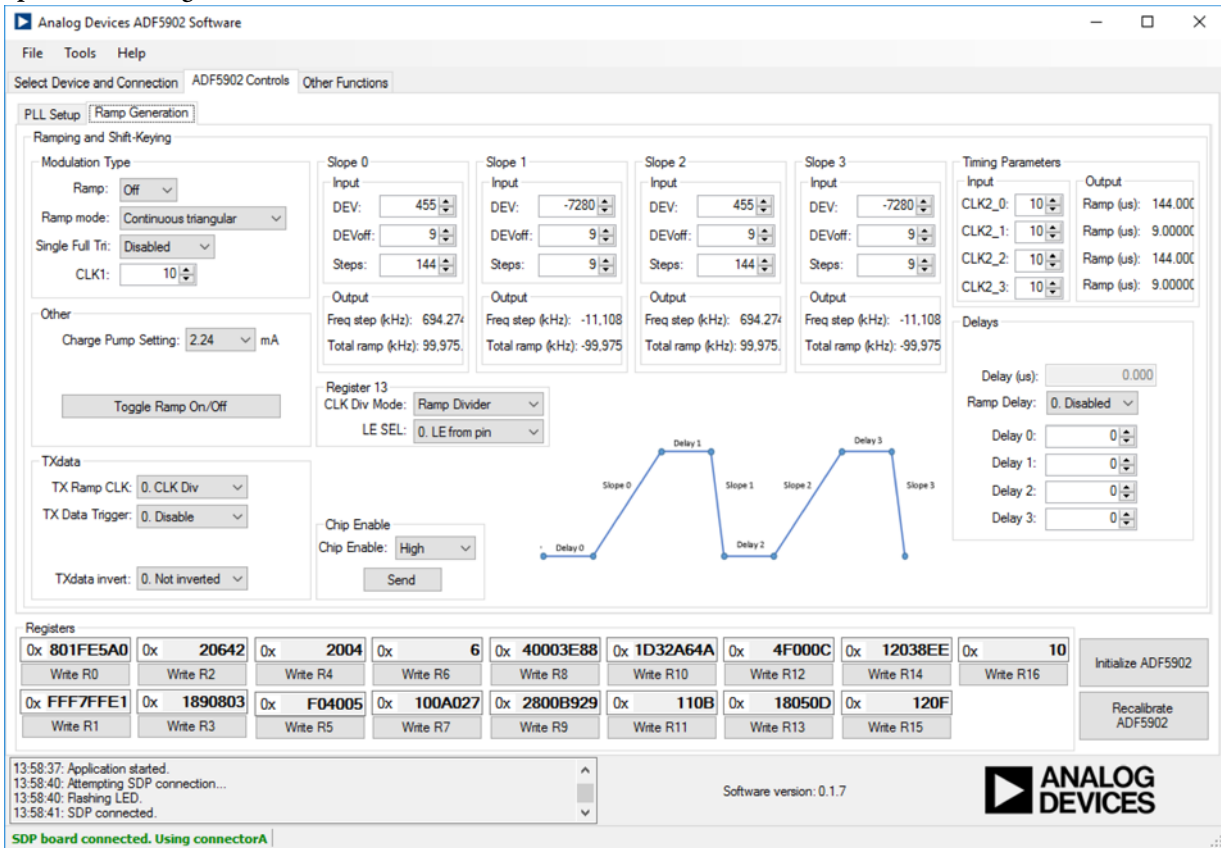 Analog Devices ADF5902 Software
File Tools Help
Select Device and Connection ADF5902 Controls Other Functions
PLL Setup Ramp Generation
Ramping and Shift-Keying
Modulation Type
Ramp: Off
Ramp mode: Continuous triangular
Single Full Tri: Disabled
CLK1: 10
Other
Charge Pump Setting: 2.24 mA
Toggle Ramp On/Off
TXdata
TX Ramp CLK: 0. CLK Div
TX Data Trigger: 0. Disable
TXdata invert: 0. Not inverted
Slope 0
Input
DEV: 455
DEVoff: 9
Steps: 144
Output
Freq step (kHz): 694.274
Total ramp (kHz): 99,975.
Slope 1
Input
DEV: -7280
DEVoff: 9
Steps: 9
Output
Freq step (kHz): -11,108
Total ramp (kHz): -99,975
Slope 2
Input
DEV: 455
DEVoff: 9
Steps: 144
Output
Freq step (kHz): 694.274
Total ramp (kHz): 99,975.
Slope 3
Input
DEV: -7280
DEVoff: 9
Steps: 9
Output
Freq step (kHz): -11,108
Total ramp (kHz): -99,975
Register 13
CLK Div Mode: Ramp Divider
LE SEL: 0. LE from pin
Chip Enable
Chip Enable: High
Send
Delay 0
Slope 0
Delay 1
Slope 1
Delay 2
Slope 2
Delay 3
Slope 3
Timing Parameters
Input Output
CLK2_0: 10 Ramp (us): 144.000
CLK2_1: 10 Ramp (us): 9.00000
CLK2_2: 10 Ramp (us): 144.000
CLK2_3: 10 Ramp (us): 9.00000
Delays
Delay (us): 0.000
Ramp Delay: 0. Disabled
Delay 0: 0
Delay 1: 0
Delay 2: 0
Delay 3: 0
Registers
0x 801FE5A0 0x 20642 0x 2004 0x 6 0x 40003E88 0x 1D32A64A 0x 4F000C 0x 12038EE 0x 10
Write R0 Write R2 Write R4 Write R6 Write R8 Write R10 Write R12 Write R14 Write R16
0x FFF7FFE1 0x 1890803 0x F04005 0x 100A027 0x 2800B929 0x 110B 0x 18050D 0x 120F
Write R1 Write R3 Write R5 Write R7 Write R9 Write R11 Write R13 Write R15
Initialize ADF5902
Recalibrate
ADF5902
13:58:37: Application started.
13:58:40: Attempting SDP connection...
13:58:40: Flashing LED.
13:58:41: SDP connected.
Software version: 0.1.7
ANALOG
DEVICES
SDP board connected. Using connectorA